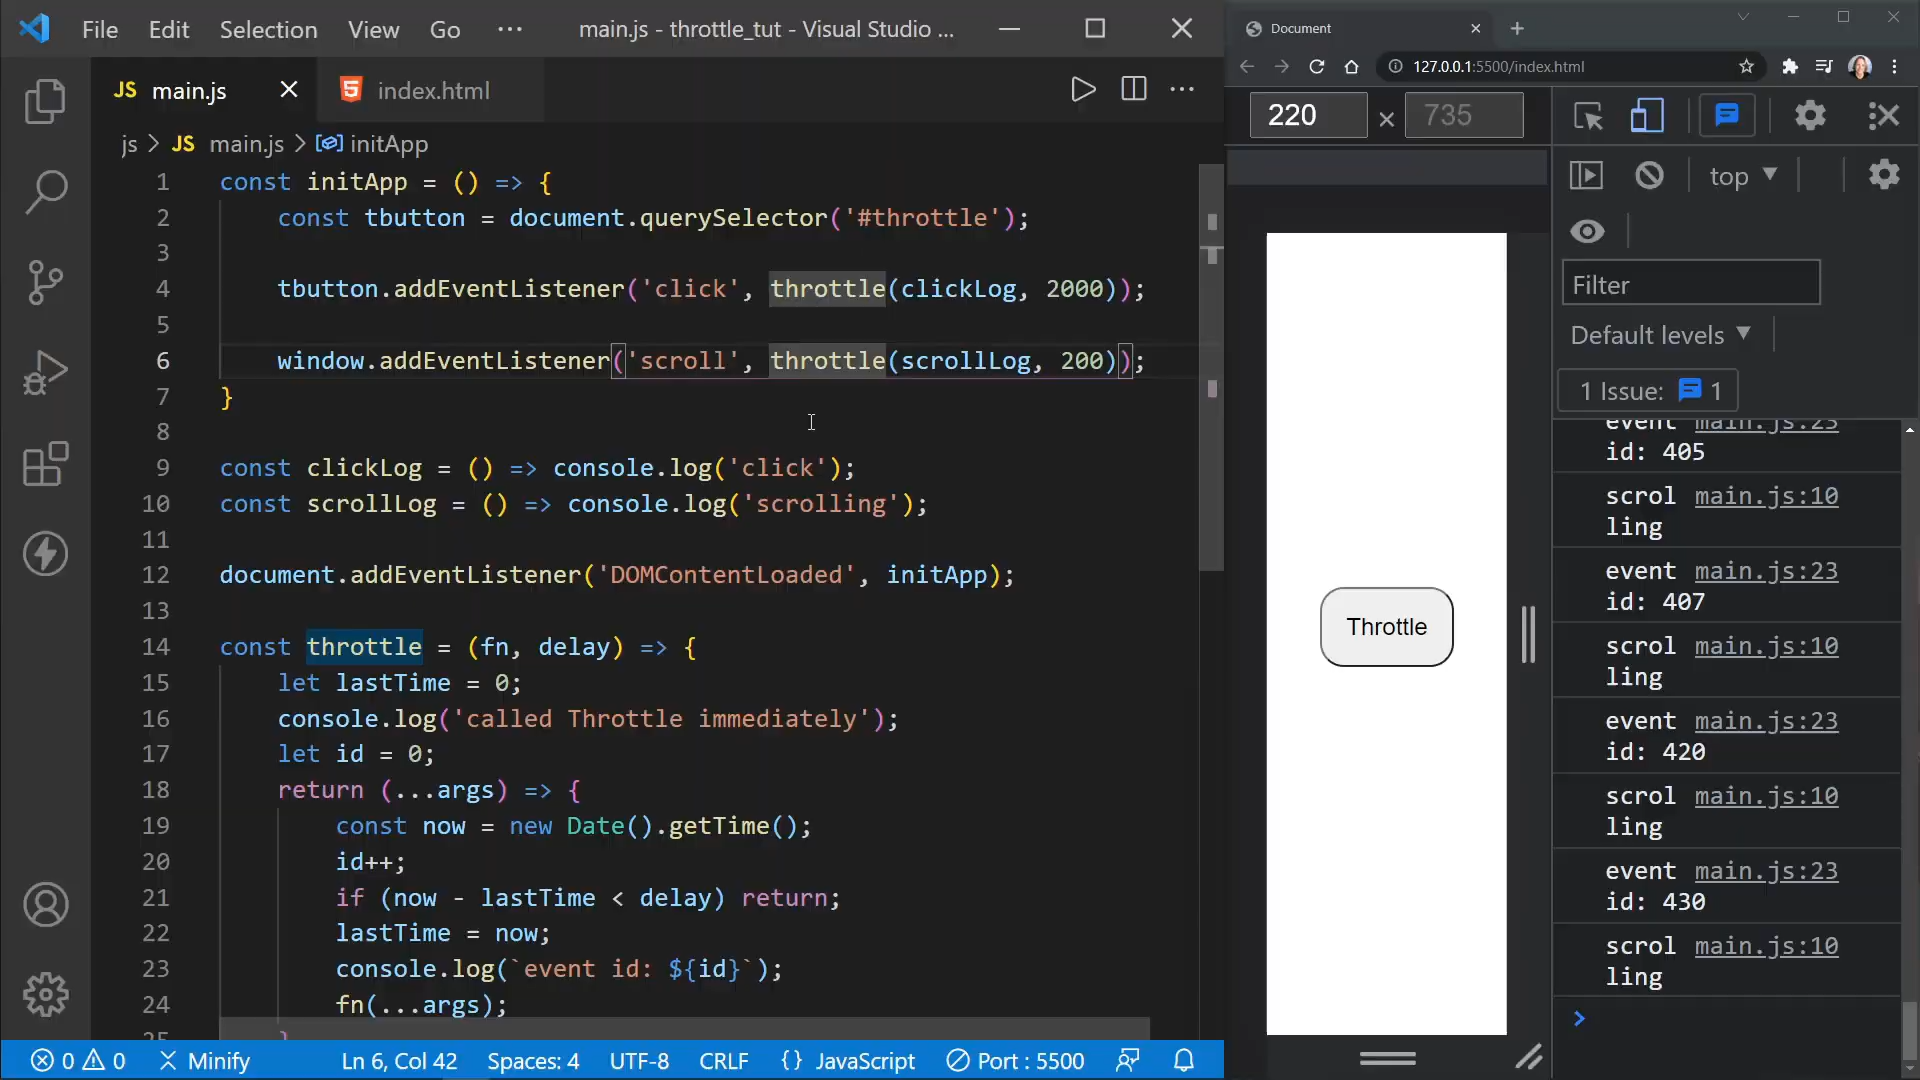 File Edit Selection View Go ··· main.js - throttle_tut - Visual Studio ...
JS main.js index.html
js > JS main.js > initApp
1 const initApp = () => {
2 const tbutton = document.querySelector('#throttle');
3
4 tbutton.addEventListener('click', throttle(clickLog, 2000));
5
6 window.addEventListener('scroll', throttle(scrollLog, 200));
7 }
8
9 const clickLog = () => console.log('click');
10 const scrollLog = () => console.log('scrolling');
11
12 document.addEventListener('DOMContentLoaded', initApp);
13
14 const throttle = (fn, delay) => {
15 let lastTime = 0;
16 console.log('called Throttle immediately');
17 let id = 0;
18 return (...args) => {
19 const now = new Date().getTime();
20 id++;
21 if (now - lastTime < delay) return;
22 lastTime = now;
23 console.log(`event id: ${id}`);
24 fn(...args);
25 }
0 0 Minify Ln 6, Col 42 Spaces: 4 UTF-8 CRLF {} JavaScript Port : 5500
Document
127.0.0.1:5500/index.html
220 × 735
Throttle
top
Filter
Default levels
1 Issue: 1
event main.js:23
id: 405
scrol main.js:10
ling
event main.js:23
id: 407
scrol main.js:10
ling
event main.js:23
id: 420
scrol main.js:10
ling
event main.js:23
id: 430
scrol main.js:10
ling
>